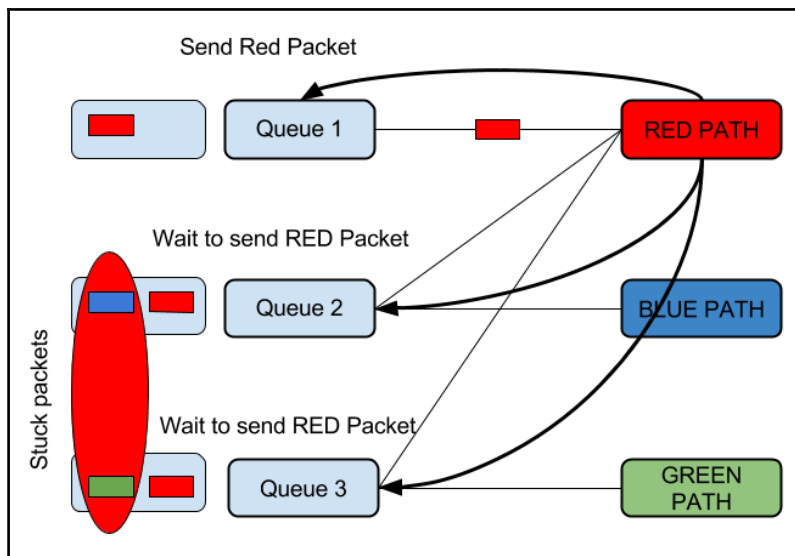 Send Red Packet
Queue 1
RED PATH
Wait to send RED Packet
Queue 2
BLUE PATH
Stuck packets
Wait to send RED Packet
Queue 3
GREEN
PATH